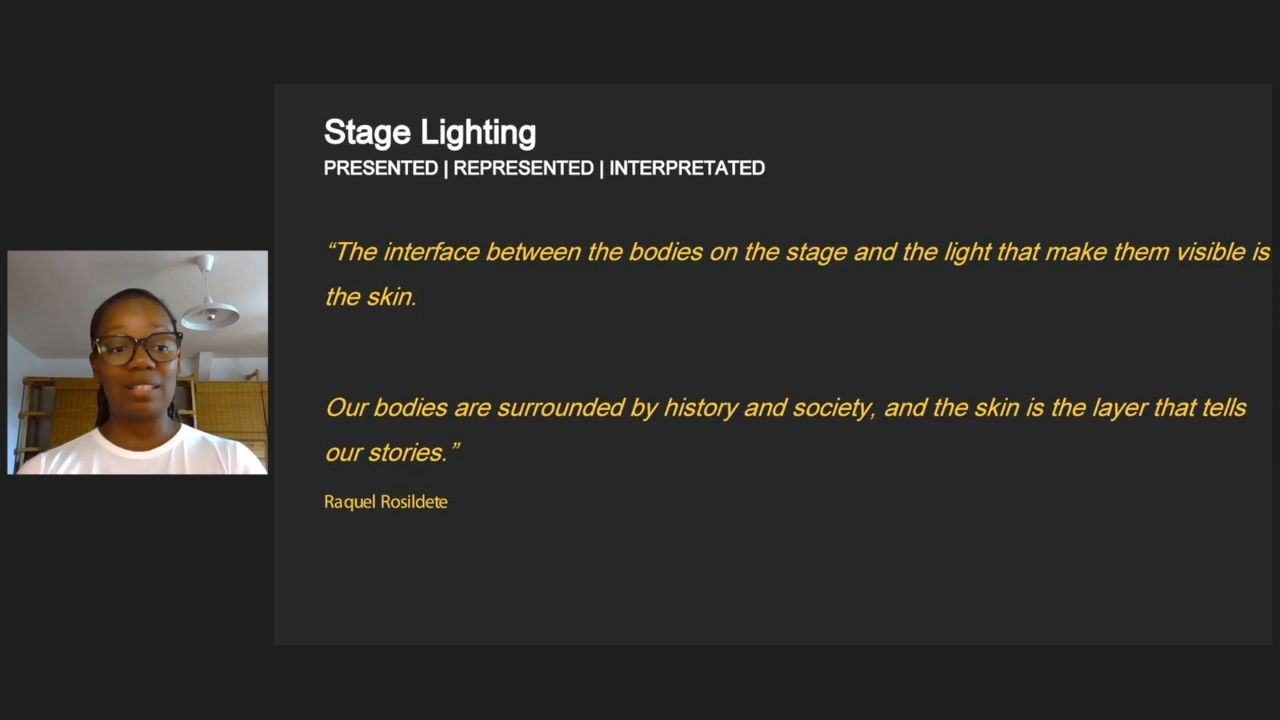 Stage Lighting
PRESENTED | REPRESENTED | INTERPRETATED
“The interface between the bodies on the stage and the light that make them visible is
the skin.
Our bodies are surrounded by history and society, and the skin is the layer that tells
our stories.”
Raquel Rosildete